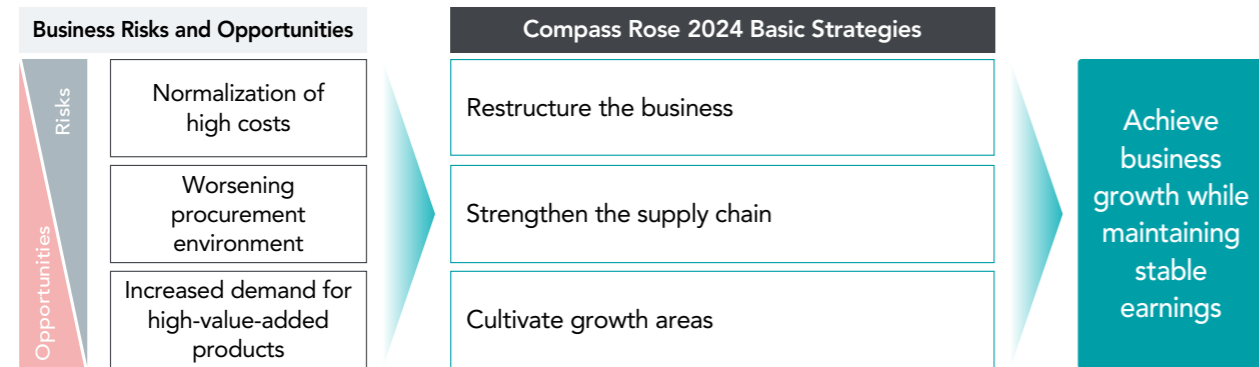 Business Risks and Opportunities
Compass Rose 2024 Basic Strategies
Risks
Opportunities
Normalization of
high costs
Worsening
procurement
environment
Increased demand for
high-value-added
products
Restructure the business
Strengthen the supply chain
Cultivate growth areas
Achieve
business
growth while
maintaining
stable
earnings